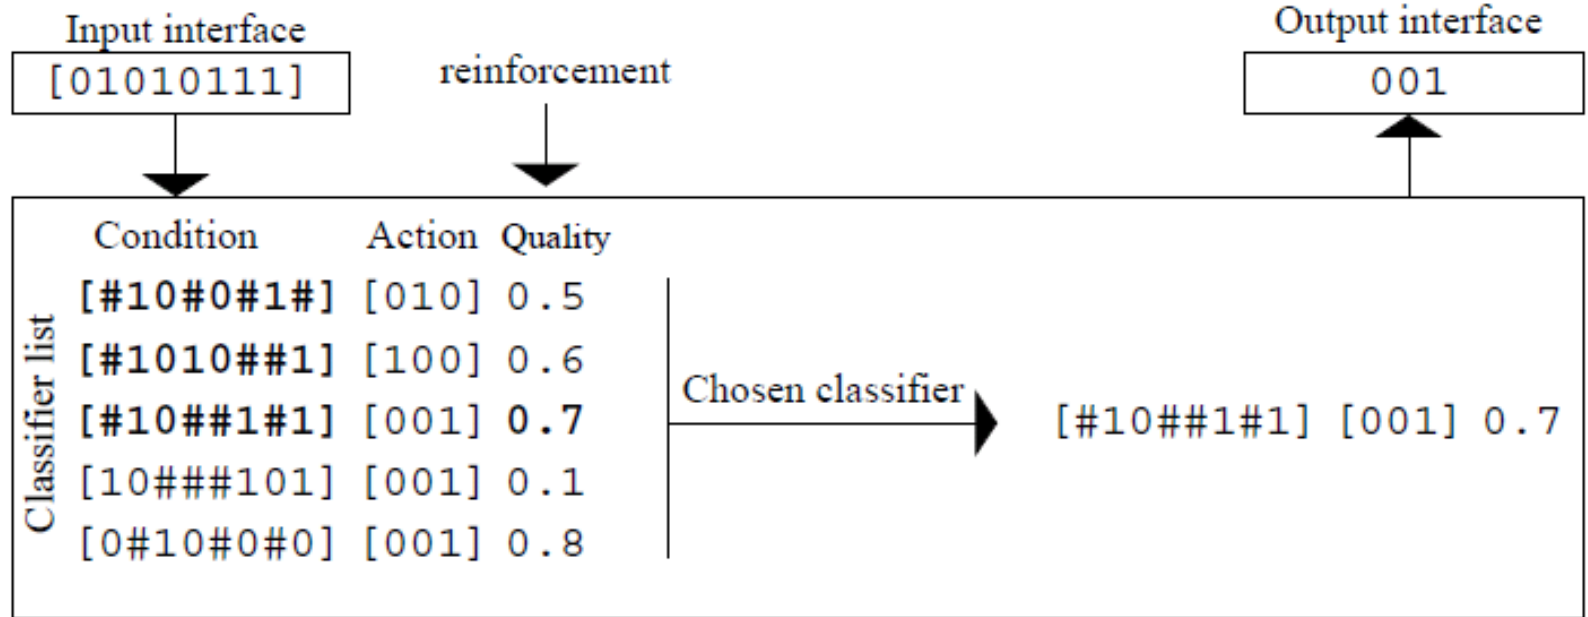 Input interface
[01010111]
reinforcement
Output interface
001
Classifier list
Condition Action Quality
[#10#0#1#] [010] 0.5
[#1010##1] [100] 0.6
[#10##1#1] [001] 0.7
[10###101] [001] 0.1
[0#10#0#0] [001] 0.8
Chosen classifier
[#10##1#1] [001] 0.7